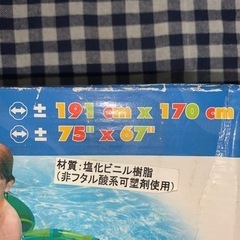 ± 191 cm x 170 cm
± 75" x 67"
材質:塩化ビニル樹脂
(非フタル酸系可塑剤使用)